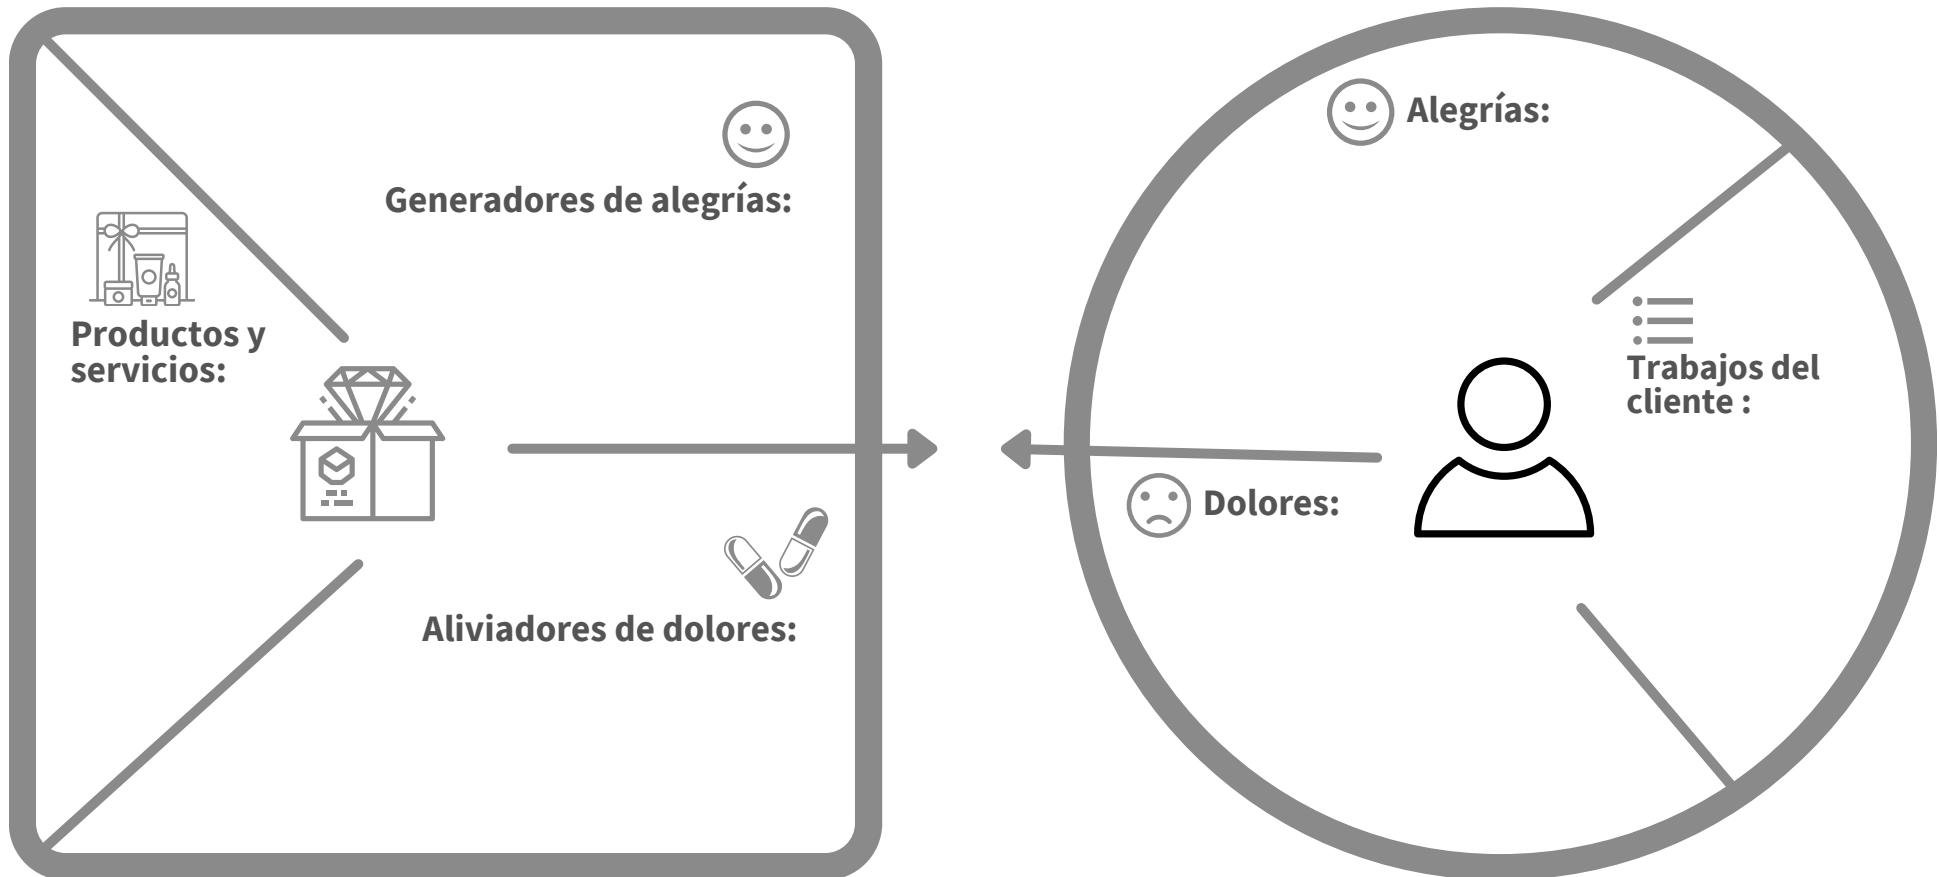 Generadores de alegrías:
Productos y
servicios:
Aliviadores de dolores:
Alegrías:
Trabajos del
cliente :
Dolores: